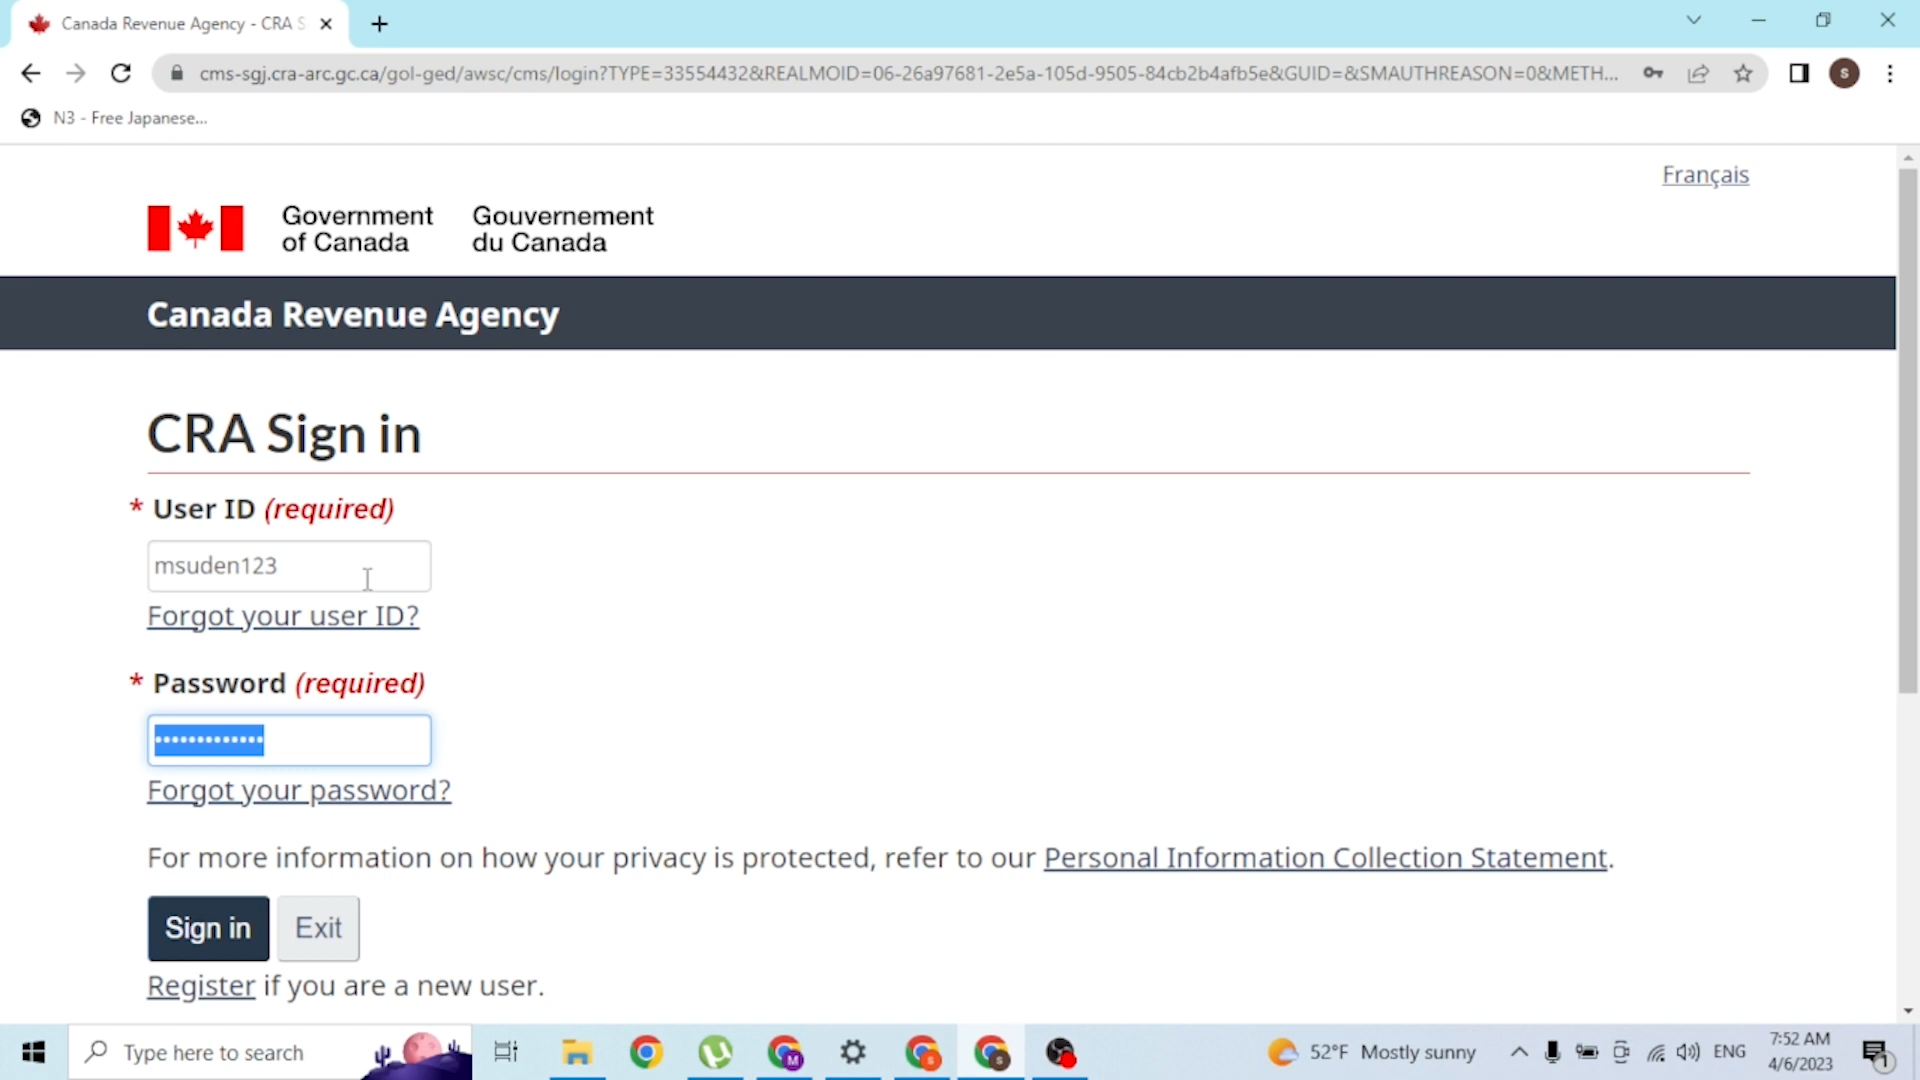 Canada Revenue Agency - CRA S
cms-sgj.cra-arc.gc.ca/gol-ged/awsc/cms/login?TYPE=33554432&REALMOID=06-26a97681-2e5a-105d-9505-84cb2b4afb5e&GUID=&SMAUTHREASON=0&METH...
S
N3 - Free Japanese...
Français
Government of Canada
Gouvernement du Canada
Canada Revenue Agency
CRA Sign in
* User ID (required)
msuden123
Forgot your user ID?
* Password (required)
•••••••••••••
Forgot your password?
For more information on how your privacy is protected, refer to our Personal Information Collection Statement.
Sign in
Exit
Register if you are a new user.
Type here to search
M
S
S
52°F Mostly sunny
ENG
7:52 AM
4/6/2023
1